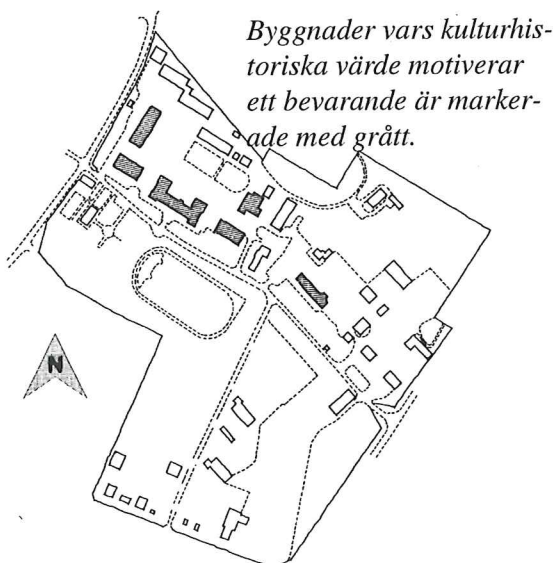 Byggnader vars kulturhis-
toriska värde motiverar
ett bevarande är marker-
ade med grått.
N